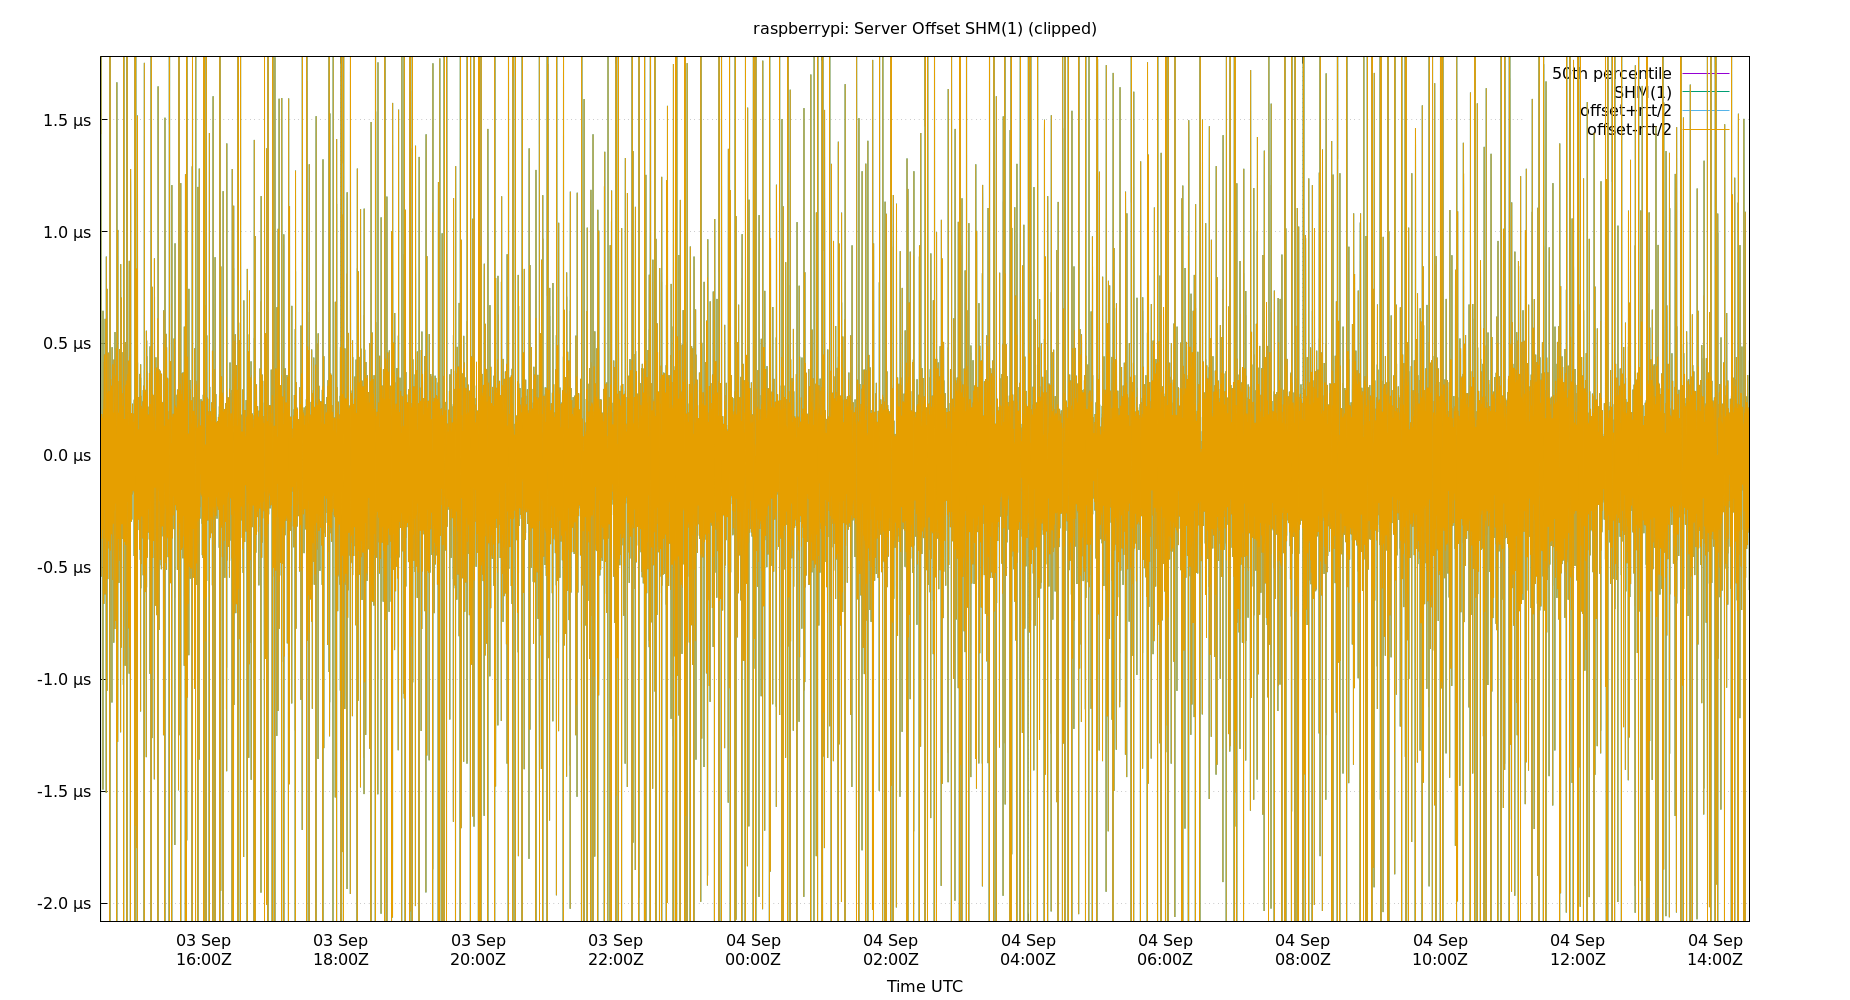 raspberrypi: Server Offset SHM(1) (clipped)
50th percentile
SHM(1)
offset+rtt/2
offset-rtt/2
1.5 µs
1.0 µs
0.5 µs
0.0 µs
-0.5 µs
-1.0 µs
-1.5 µs
-2.0 µs
03 Sep 03 Sep 03 Sep 03 Sep 04 Sep 04 Sep 04 Sep 04 Sep 04 Sep 04 Sep 04 Sep 04 Sep
16:00Z 18:00Z 20:00Z 22:00Z 00:00Z 02:00Z 04:00Z 06:00Z 08:00Z 10:00Z 12:00Z 14:00Z
Time UTC